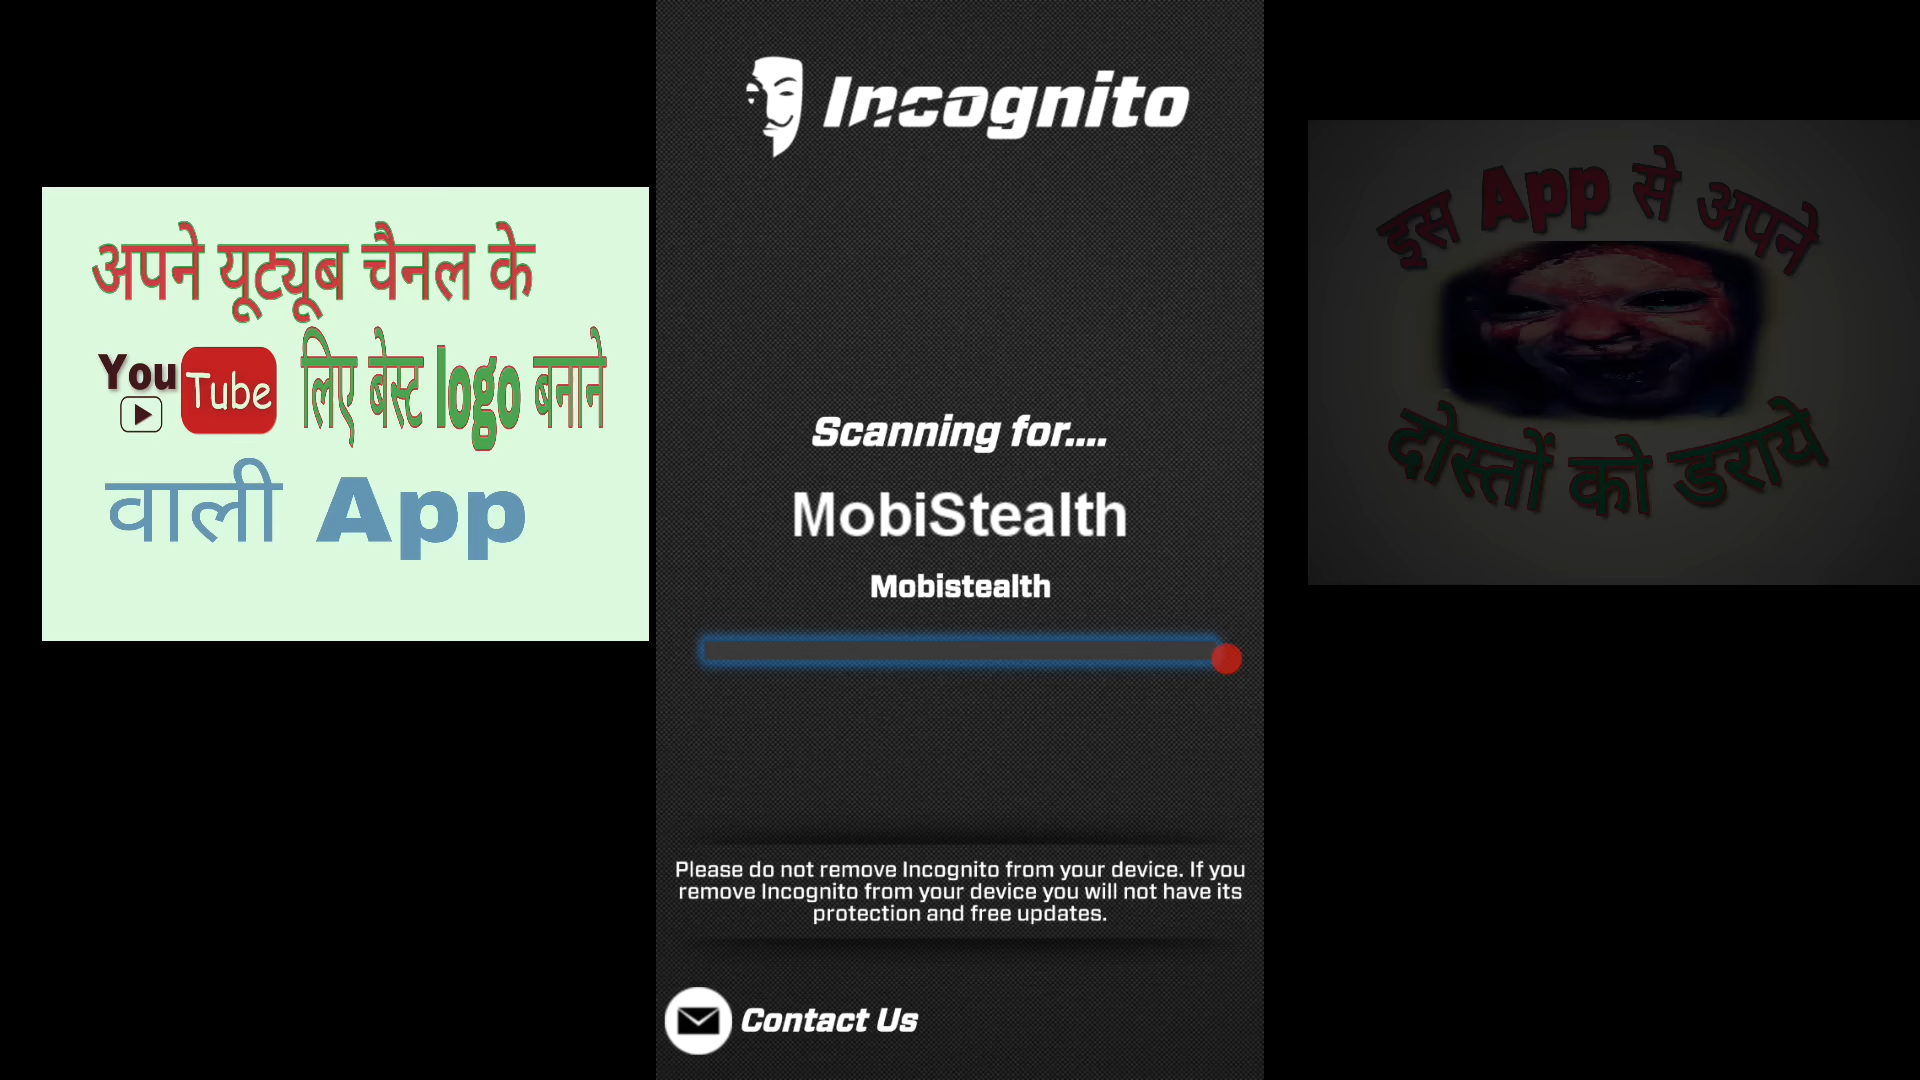 अपने यूट्यूब चैनल के
You Tube लिए बेस्ट logo बनाने
वाली App
Incognito
Scanning for....
MobiStealth
Mobistealth
Please do not remove Incognito from your device. If you
remove Incognito from your device you will not have its
protection and free updates.
Contact Us
इस App से अपने
दोस्तों को डराये